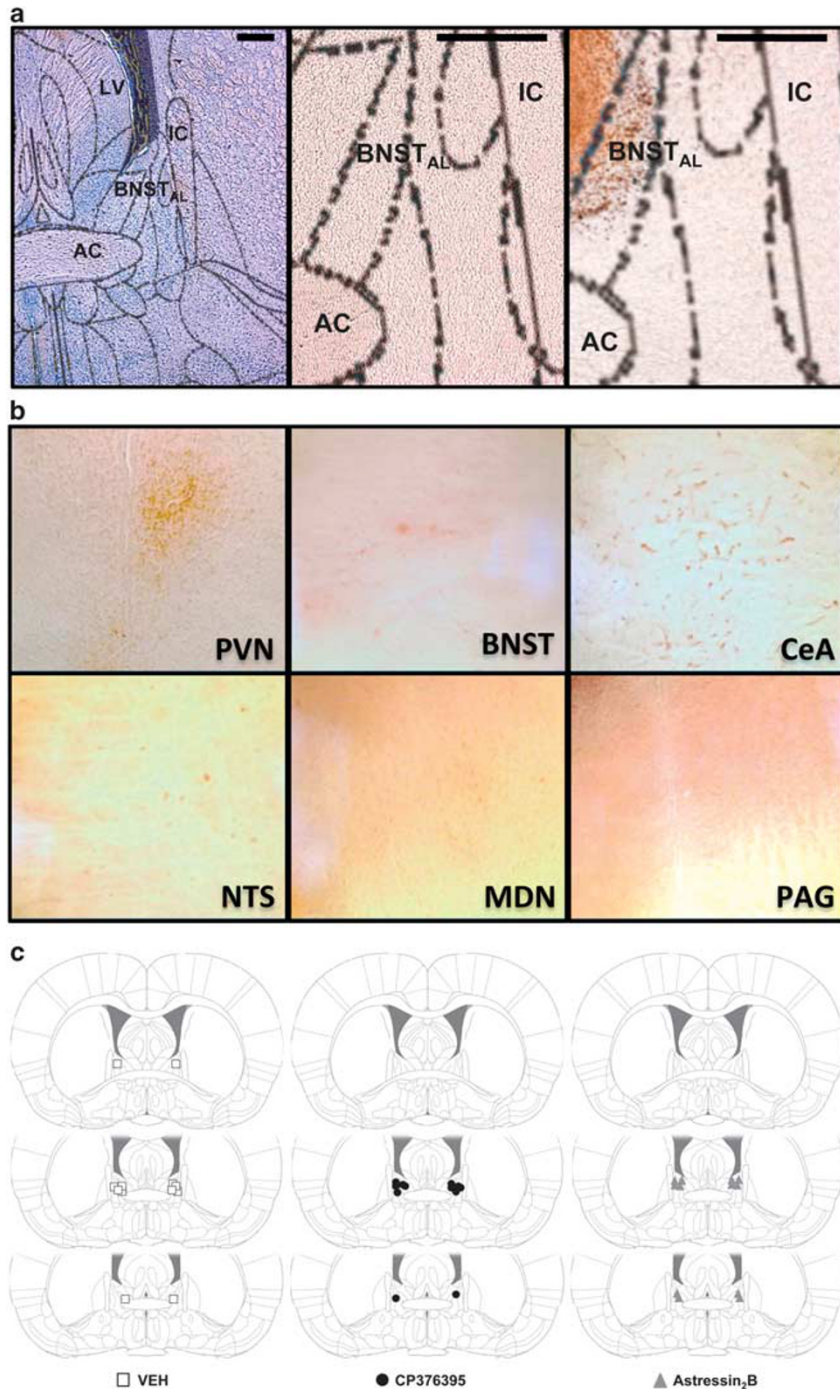 a
LV
IC
BNSTAL
AC
IC
BNSTAL
AC
IC
BNSTAL
AC
b
PVN
BNST
CeA
NTS
MDN
PAG
c
VEH
CP376395
Astressin2B